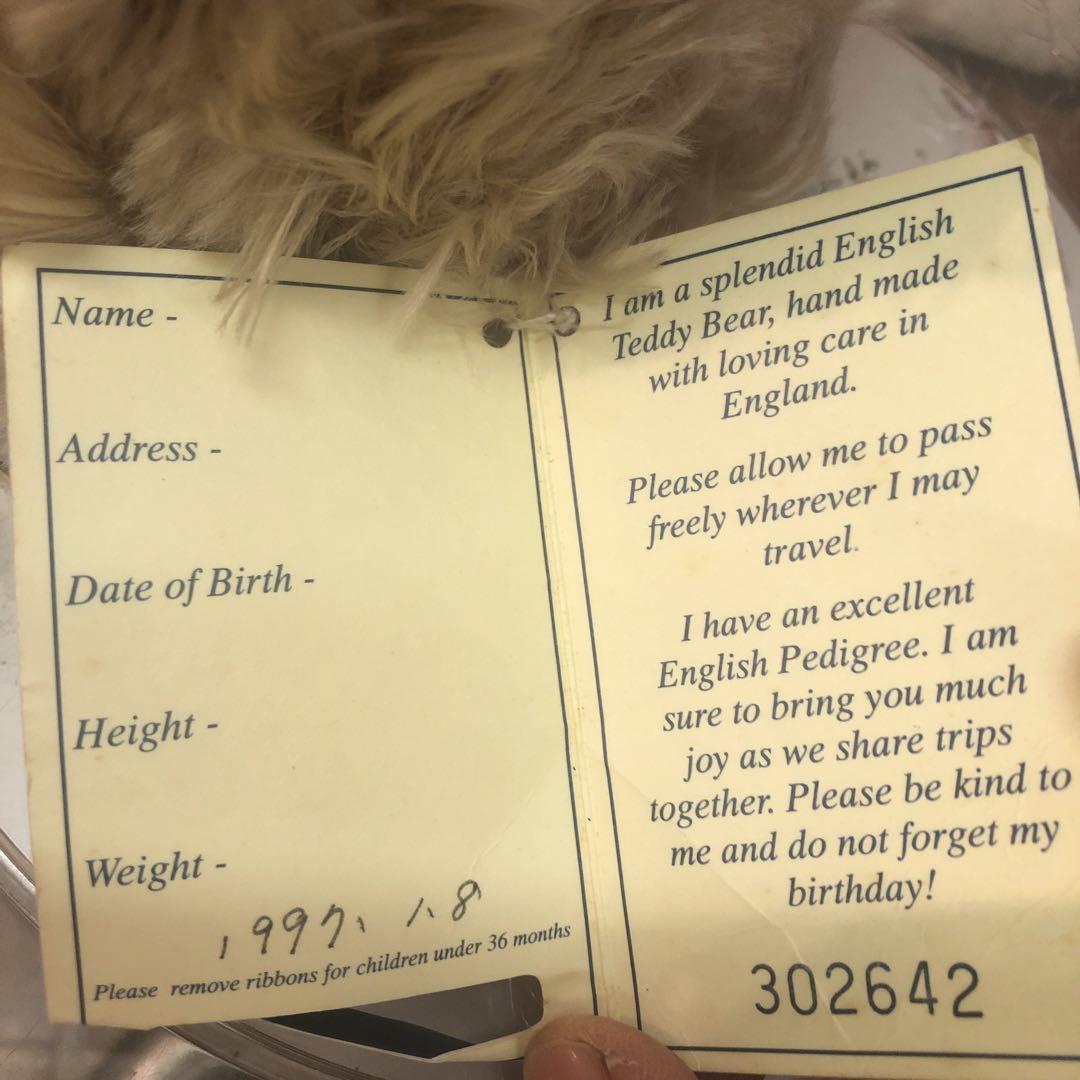 Name -
Address -
Date of Birth -
Height -
Weight -
1997. 1. 8
Please remove ribbons for children under 36 months
I am a splendid English
Teddy Bear, hand made
with loving care in
England.
Please allow me to pass
freely wherever I may
travel.
I have an excellent
English Pedigree. I am
sure to bring you much
joy as we share trips
together. Please be kind to
me and do not forget my
birthday!
302642